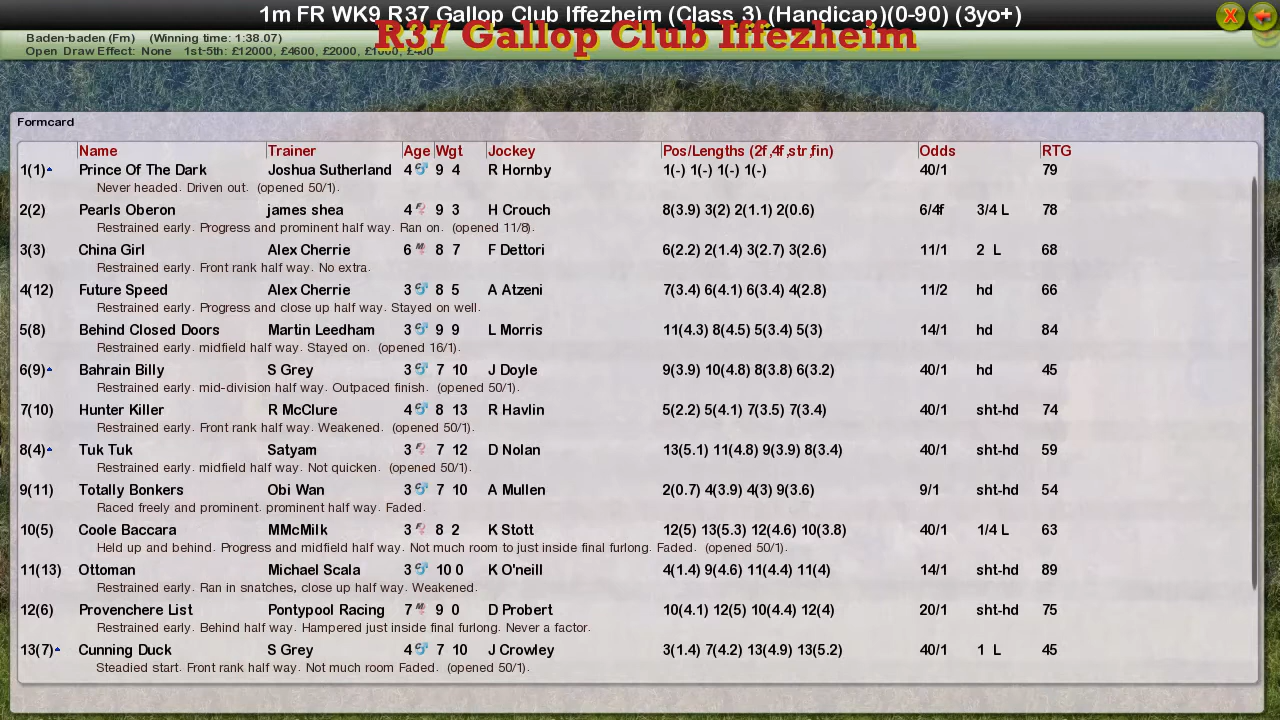 1m FR WK9 R37 Gallop Club Iffezheim (Class 3) (Handicap)(0-90) (3yo+)
R37 Gallop Club Iffezheim
Baden-baden (Fm) (Winning time: 1:38.07)
Open Draw Effect: None 1st-5th: £12000, £4600, £2000, £1000, £400
Formcard
Name Trainer Age Wgt Jockey Pos/Lengths (2f,4f,str,fin) Odds RTG
1(1) Prince Of The Dark Joshua Sutherland 4 9 4 R Hornby 1(-) 1(-) 1(-) 1(-) 40/1 79
Never headed. Driven out. (opened 50/1).
2(2) Pearls Oberon james shea 4 F 9 3 H Crouch 8(3.9) 3(2) 2(1.1) 2(0.6) 6/4f 3/4 L 78
Restrained early. Progress and prominent half way. Ran on. (opened 11/8).
3(3) China Girl Alex Cherrie 6 M 8 7 F Dettori 6(2.2) 2(1.4) 3(2.7) 3(2.6) 11/1 2 L 68
Restrained early. Front rank half way. No extra.
4(12) Future Speed Alex Cherrie 3 8 5 A Atzeni 7(3.4) 6(4.1) 6(3.4) 4(2.8) 11/2 hd 66
Restrained early. Progress and close up half way. Stayed on well.
5(8) Behind Closed Doors Martin Leedham 3 9 9 L Morris 11(4.3) 8(4.5) 5(3.4) 5(3) 14/1 hd 84
Restrained early. midfield half way. Stayed on. (opened 16/1).
6(9) Bahrain Billy S Grey 3 7 10 J Doyle 9(3.9) 10(4.8) 8(3.8) 6(3.2) 40/1 hd 45
Restrained early. mid-division half way. Outpaced finish. (opened 50/1).
7(10) Hunter Killer R McClure 4 8 13 R Havlin 5(2.2) 5(4.1) 7(3.5) 7(3.4) 40/1 sht-hd 74
Restrained early. Front rank half way. Weakened. (opened 50/1).
8(4) Tuk Tuk Satyam 3 F 7 12 D Nolan 13(5.1) 11(4.8) 9(3.9) 8(3.4) 40/1 sht-hd 59
Restrained early. midfield half way. Not quicken. (opened 50/1).
9(11) Totally Bonkers Obi Wan 3 7 10 A Mullen 2(0.7) 4(3.9) 4(3) 9(3.6) 9/1 sht-hd 54
Raced freely and prominent. prominent half way. Faded.
10(5) Coole Baccara MMcMilk 3 F 8 2 K Stott 12(5) 13(5.3) 12(4.6) 10(3.8) 40/1 1/4 L 63
Held up and behind. Progress and midfield half way. Not much room to just inside final furlong. Faded. (opened 50/1).
11(13) Ottoman Michael Scala 3 10 0 K O'neill 4(1.4) 9(4.6) 11(4.4) 11(4) 14/1 sht-hd 89
Restrained early. Ran in snatches, close up half way. Weakened.
12(6) Provenchere List Pontypool Racing 7 M 9 0 D Probert 10(4.1) 12(5) 10(4.4) 12(4) 20/1 sht-hd 75
Restrained early. Behind half way. Hampered just inside final furlong. Never a factor.
13(7) Cunning Duck S Grey 4 7 10 J Crowley 3(1.4) 7(4.2) 13(4.9) 13(5.2) 40/1 1 L 45
Steadied start. Front rank half way. Not much room Faded. (opened 50/1).